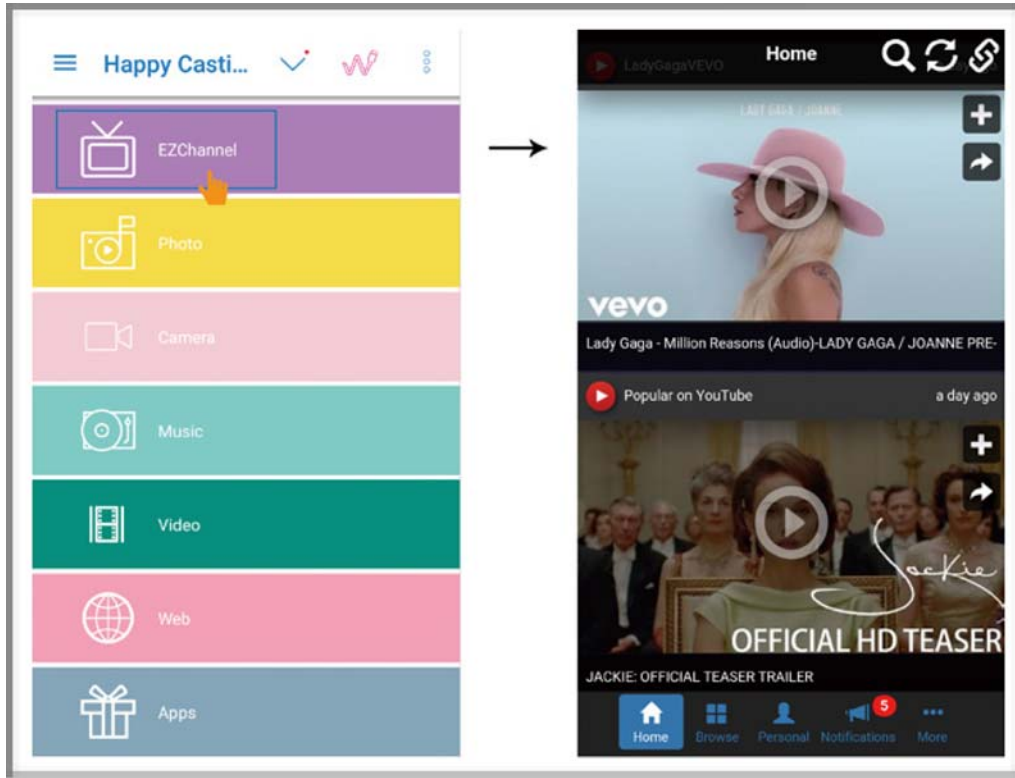 Happy Casti...
EZChannel
Photo
Camera
Music
Video
Web
Apps
Home
LadyGagaVEVO
ay ago
LADY GAGA / JOANNE
vevo
Lady Gaga - Million Reasons (Audio)-LADY GAGA / JOANNE PRE-
Popular on YouTube a day ago
Jackie
OFFICIAL HD TEASER
JACKIE: OFFICIAL TEASER TRAILER
5
Home Browse Personal Notifications More